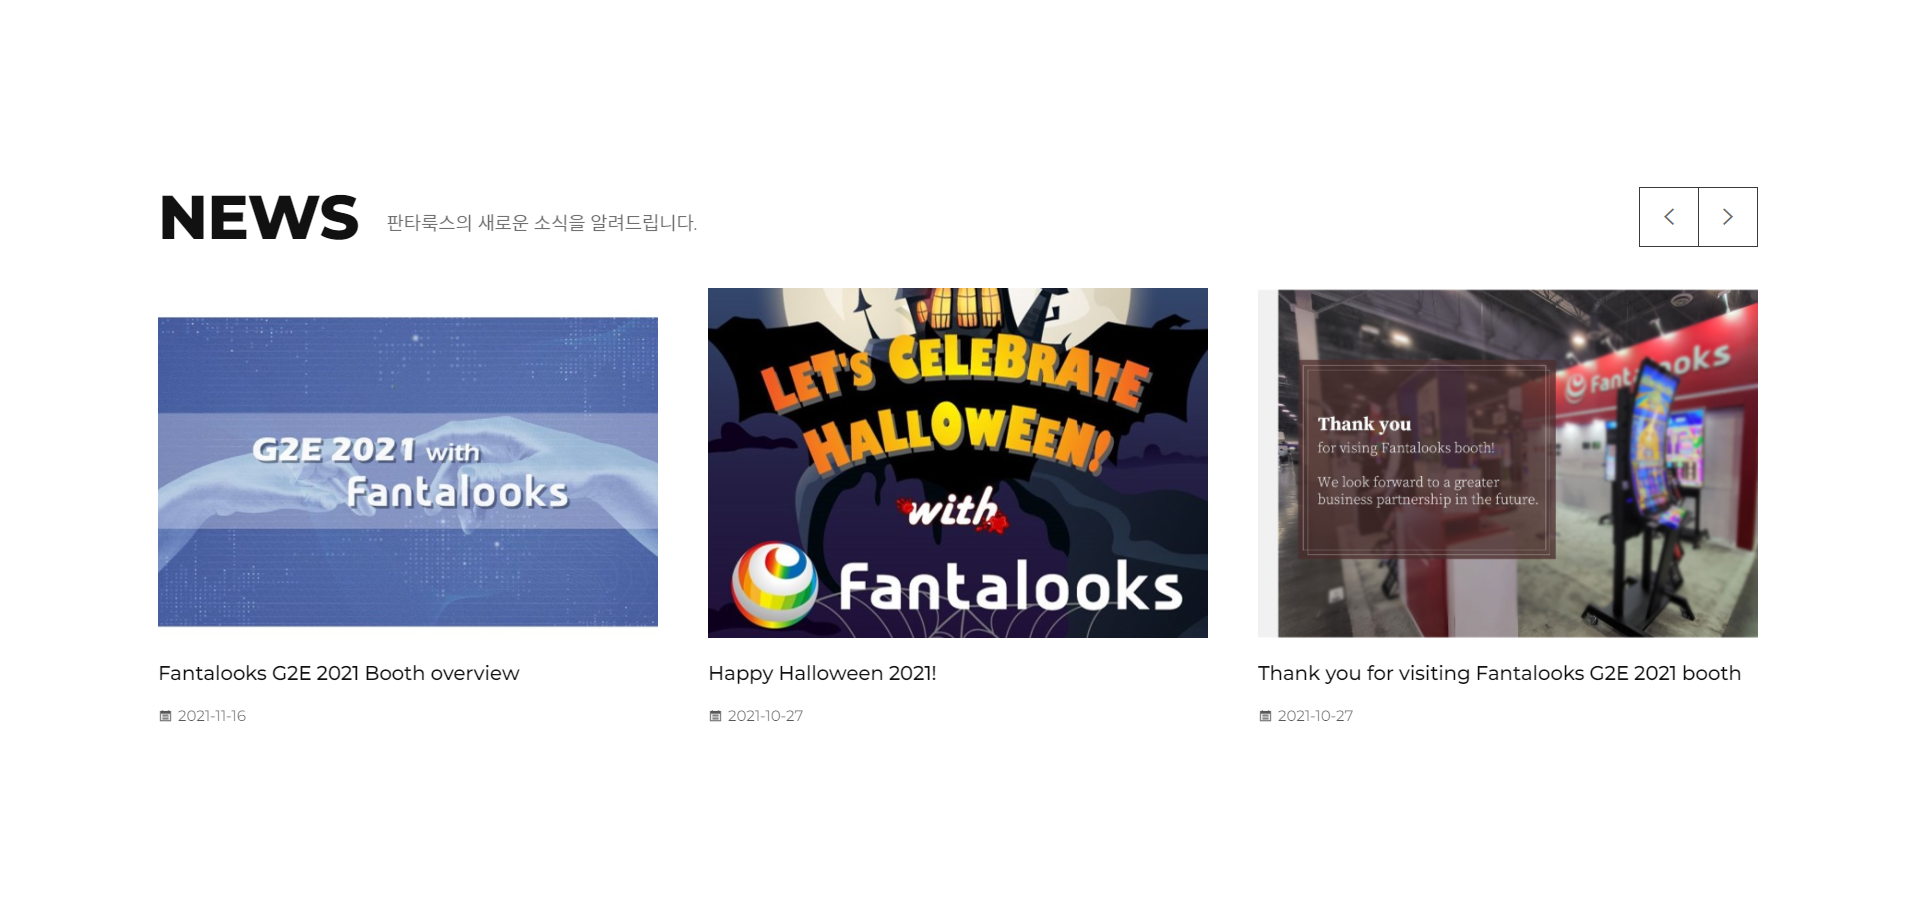 NEWS
판타룩스의 새로운 소식을 알려드립니다.
G2E 2021 with
Fantalooks
LET'S CELEBRATE
HALLOWEEN!
with
Fantalooks
Fantalooks
Thank you
for vising Fantalooks booth!
We look forward to a greater
business partnership in the future.
Fantalooks G2E 2021 Booth overview
Happy Halloween 2021!
Thank you for visiting Fantalooks G2E 2021 booth
2021-11-16
2021-10-27
2021-10-27